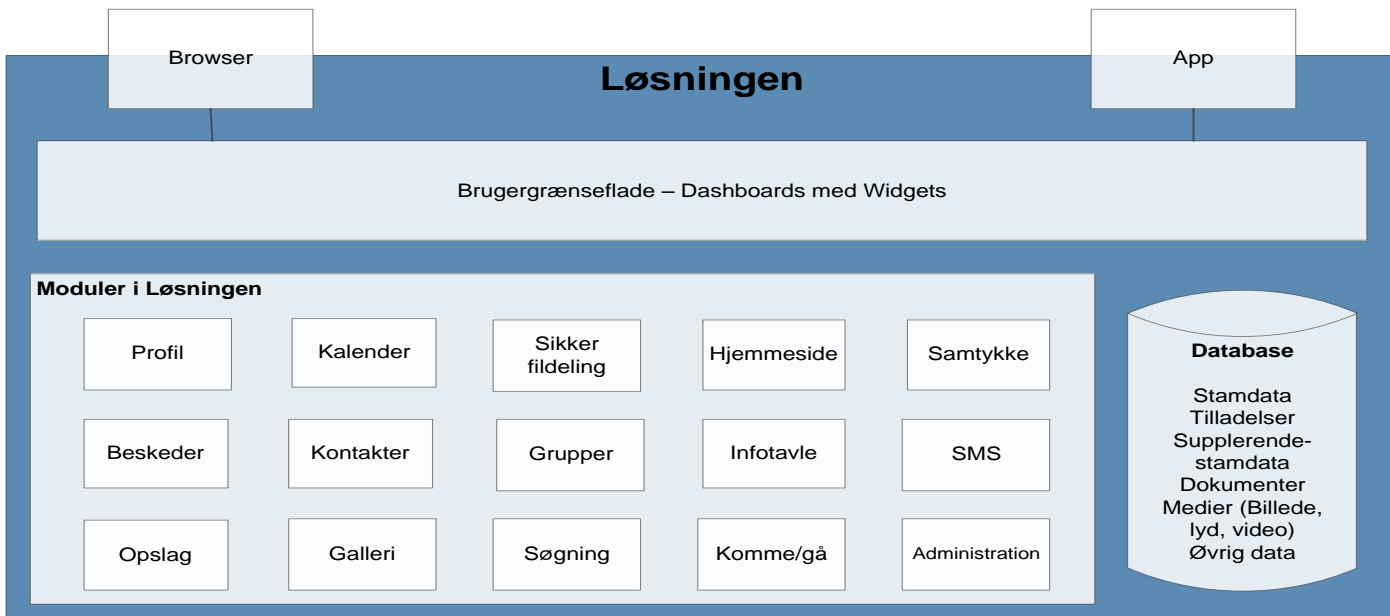 Browser
App
Løsningen
Brugergrænseflade – Dashboards med Widgets
Moduler i Løsningen
Profil
Kalender
Sikker
fildeling
Hjemmeside
Samtykke
Beskeder
Kontakter
Grupper
Infotavle
SMS
Opslag
Galleri
Søgning
Komme/gå
Administration
Database
Stamdata
Tilladelser
Supplerende-
stamdata
Dokumenter
Medier (Billede,
lyd, video)
Øvrig data